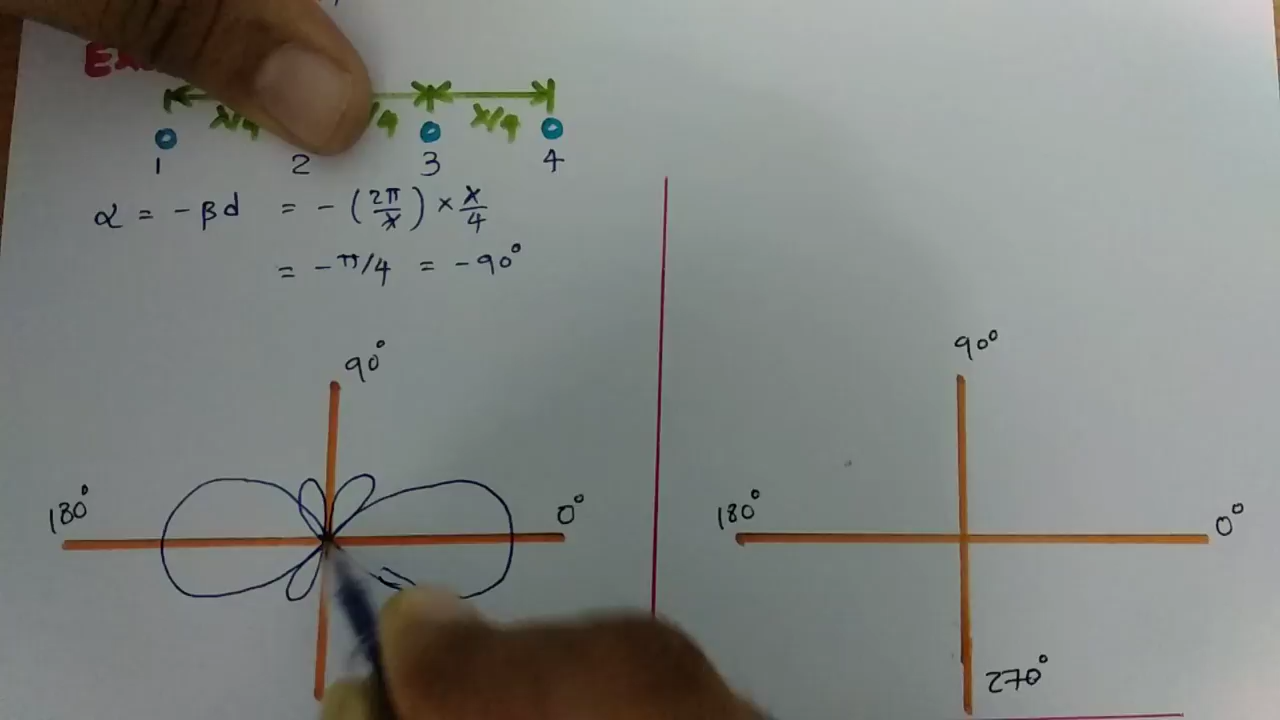 λ/4 /4 λ/4
1 2 3 4
α = -βd = -(2π/λ) × λ/4
= -π/4 = -90°
90°
180° 0°
90°
180° 0°
270°